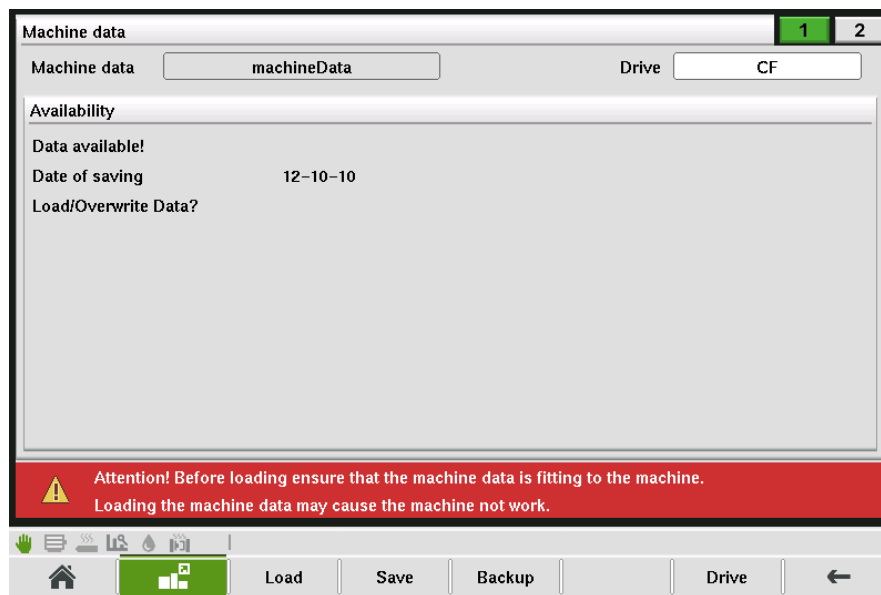 Machine data
1
2
Machine data
machineData
Drive
CF
Availability
Data available!
Date of saving
12-10-10
Load/Overwrite Data?
Attention! Before loading ensure that the machine data is fitting to the machine.
Loading the machine data may cause the machine not work.
Load
Save
Backup
Drive